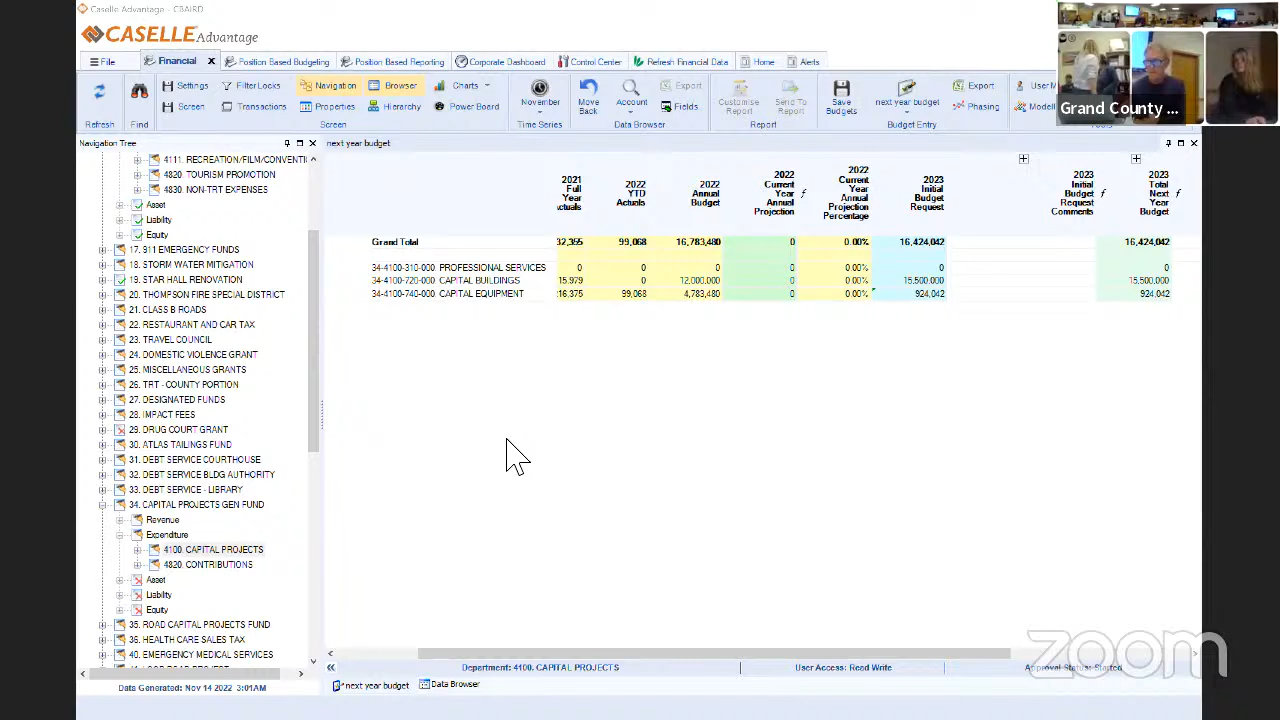 Caselle Advantage - CBAIRD
CASELLE Advantage
File
Financial
Position Based Budgeting
Position Based Reporting
Corporate Dashboard
Control Center
Refresh Financial Data
Home
Alerts
Settings
Filter Locks
Navigation
Browser
Charts
Export
Export
User M
Screen
Transactions
Properties
Hierarchy
Power Board
Fields
Phasing
Modelli
Refresh
Find
November
Move Back
Account
Customise Report
Send To Report
Save Budgets
next year budget
Screen
Time Series
Data Browser
Report
Budget Entry
Grand County ...
Navigation Tree
next year budget
4111. RECREATION/FILM/CONVENTI
4820. TOURISM PROMOTION
4830. NON-TRT EXPENSES
Asset
Liability
Equity
17. 911 EMERGENCY FUNDS
18. STORM WATER MITIGATION
19. STAR HALL RENOVATION
20. THOMPSON FIRE SPECIAL DISTRICT
21. CLASS B ROADS
22. RESTAURANT AND CAR TAX
23. TRAVEL COUNCIL
24. DOMESTIC VIOLENCE GRANT
25. MISCELLANEOUS GRANTS
26. TRT - COUNTY PORTION
27. DESIGNATED FUNDS
28. IMPACT FEES
29. DRUG COURT GRANT
30. ATLAS TAILINGS FUND
31. DEBT SERVICE COURTHOUSE
32. DEBT SERVICE BLDG AUTHORITY
33. DEBT SERVICE - LIBRARY
34. CAPITAL PROJECTS GEN FUND
Revenue
Expenditure
4100. CAPITAL PROJECTS
4820. CONTRIBUTIONS
Asset
Liability
Equity
35. ROAD CAPITAL PROJECTS FUND
36. HEALTH CARE SALES TAX
40. EMERGENCY MEDICAL SERVICES
Data Generated: Nov 14 2022 3:01AM
2021 Full Year Actuals
2022 YTD Actuals
2022 Annual Budget
2022 Current Year Annual Projection
2022 Current Year Annual Projection Percentage
2023 Initial Budget Request
2023 Initial Budget Request Comments
2023 Total Next Year Budget
Grand Total 32,355 99,068 16,783,480 0 0.00% 16,424,042 16,424,042
34-4100-310-000 PROFESSIONAL SERVICES 0 0 0 0 0.00% 0 0
34-4100-720-000 CAPITAL BUILDINGS 15,979 0 12,000,000 0 0.00% 15,500,000 15,500,000
34-4100-740-000 CAPITAL EQUIPMENT 16,375 99,068 4,783,480 0 0.00% 924,042 924,042
Department: 4100. CAPITAL PROJECTS
User Access: Read Write
Approval Status: Started
next year budget
Data Browser
zoom